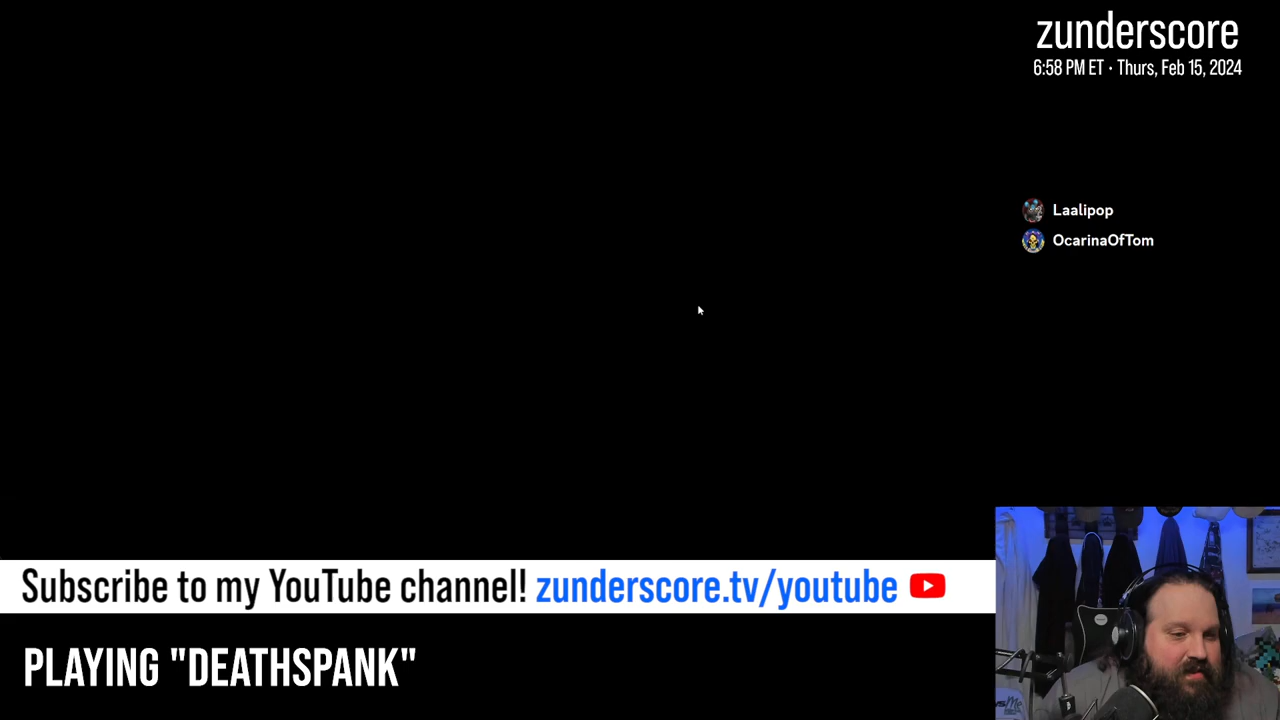 zunderscore
6:58 PM ET · Thurs, Feb 15, 2024
Laalipop
OcarinaOfTom
Subscribe to my YouTube channel! zunderscore.tv/youtube
PLAYING "DEATHSPANK"